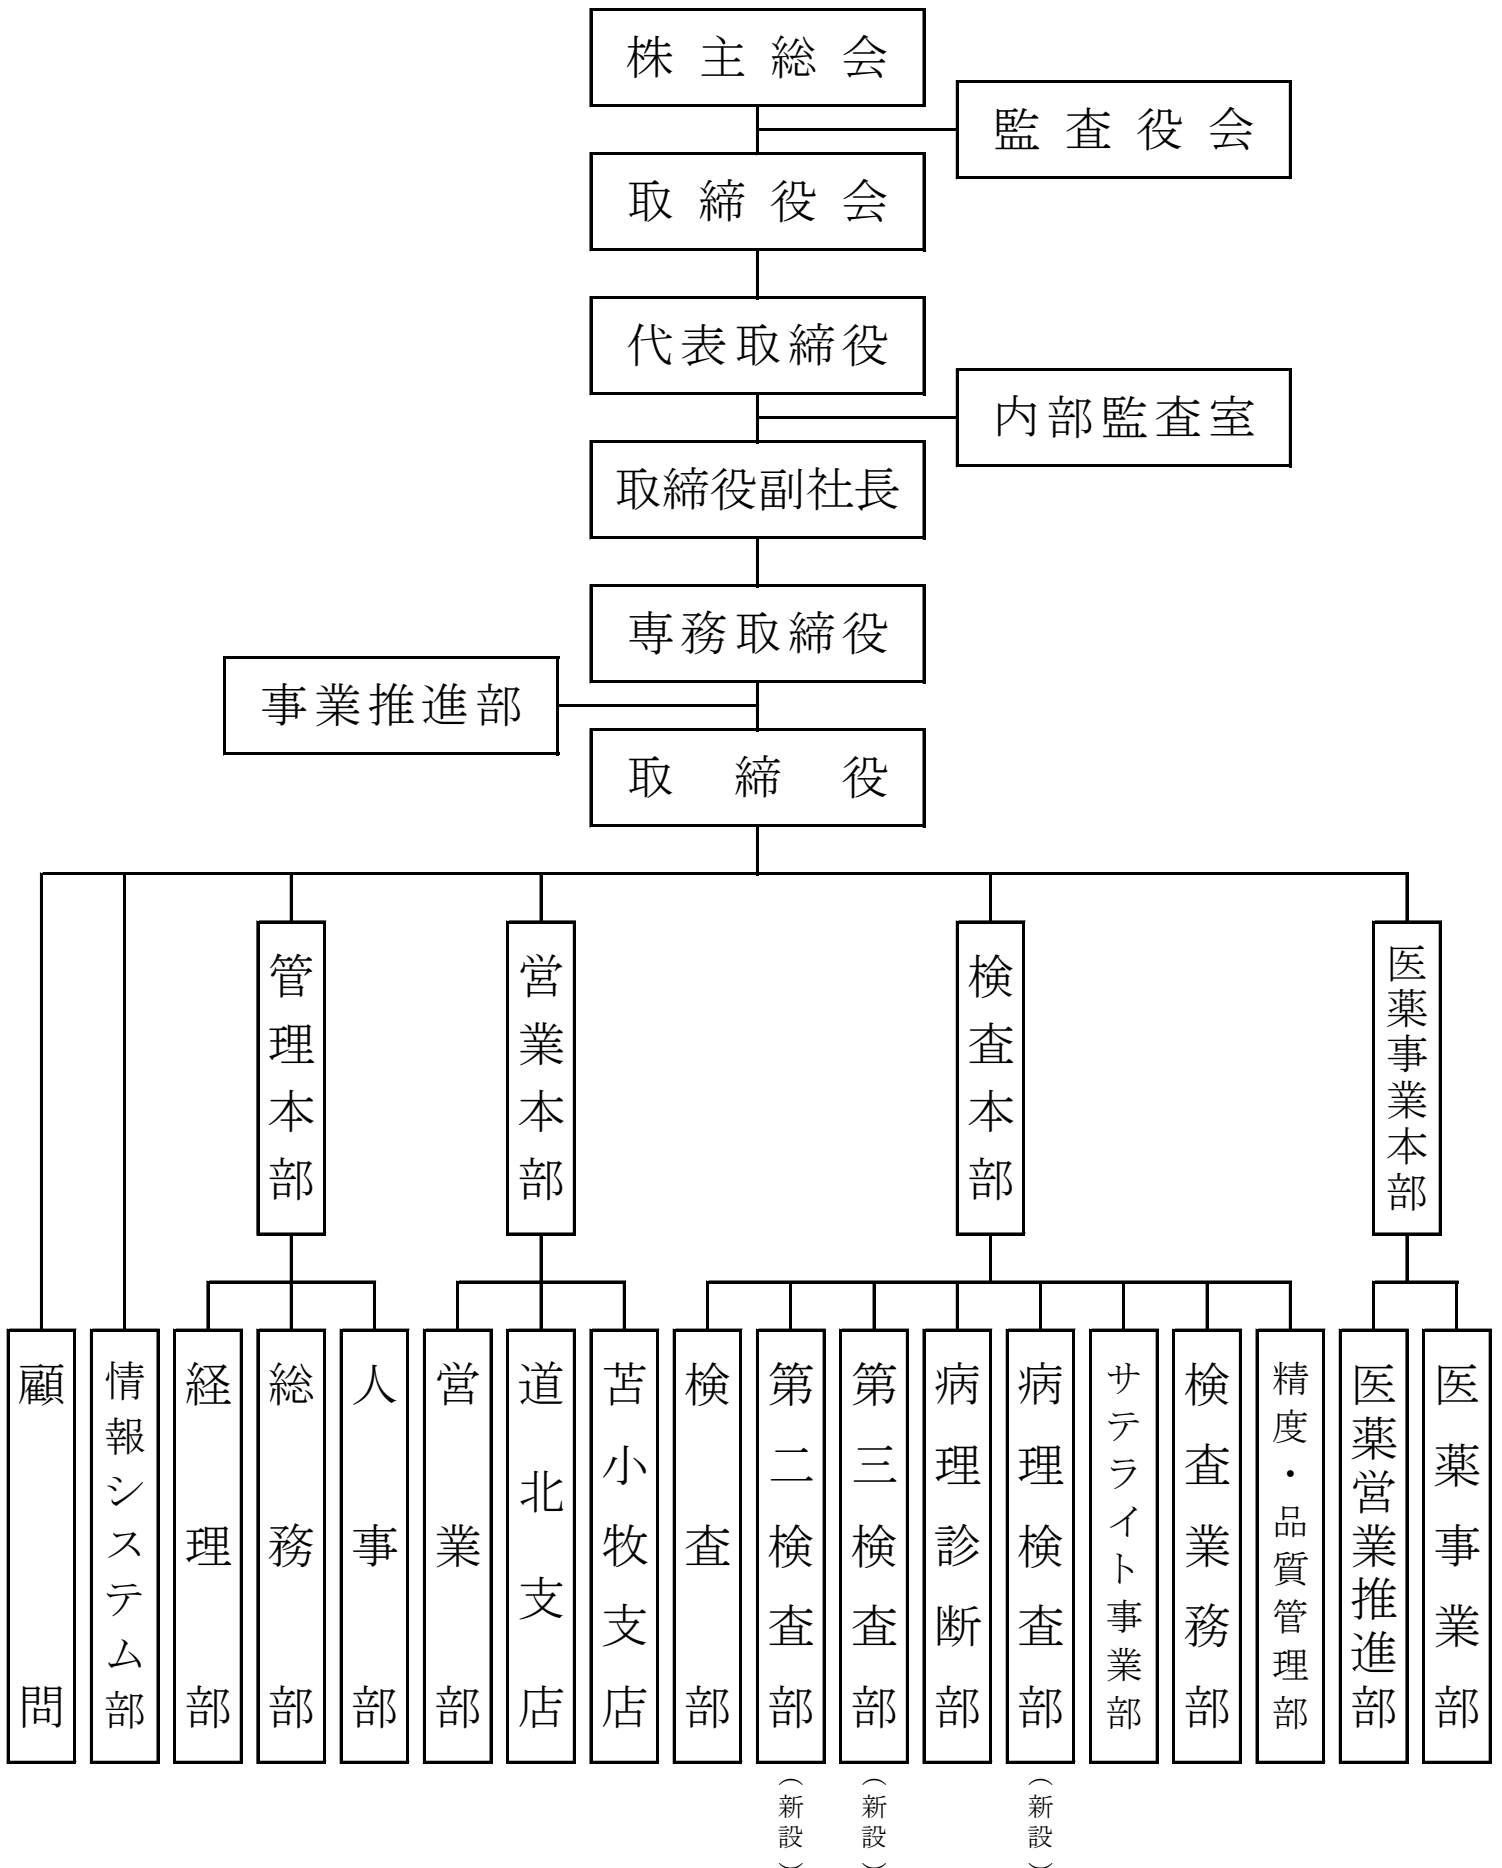 株主総会
監査役会
取締役会
代表取締役
内部監査室
取締役副社長
専務取締役
事業推進部
取締役
管理本部
営業本部
検査本部
医薬事業本部
顧問
情報システム部
経理部
総務部
人事部
営業部
道北支店
苫小牧支店
検査部
第二検査部
第三検査部
病理診断部
病理検査部
サテライト事業部
検査業務部
精度・品質管理部
医薬営業推進部
医薬事業部
（新設）
（新設）
（新設）